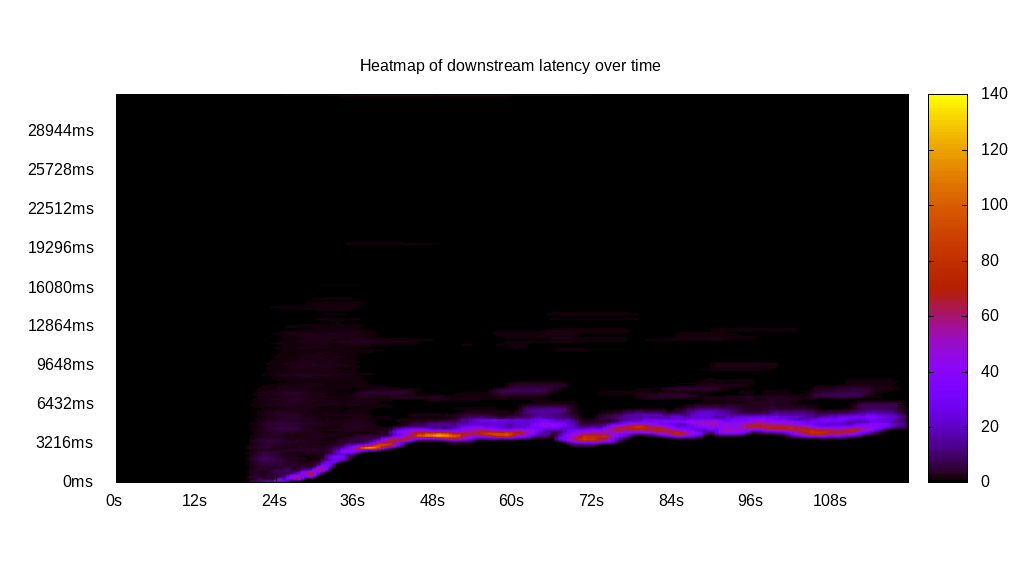 Heatmap of downstream latency over time
28944ms
25728ms
22512ms
19296ms
16080ms
12864ms
9648ms
6432ms
3216ms
0ms
0s 12s 24s 36s 48s 60s 72s 84s 96s 108s
140
120
100
80
60
40
20
0